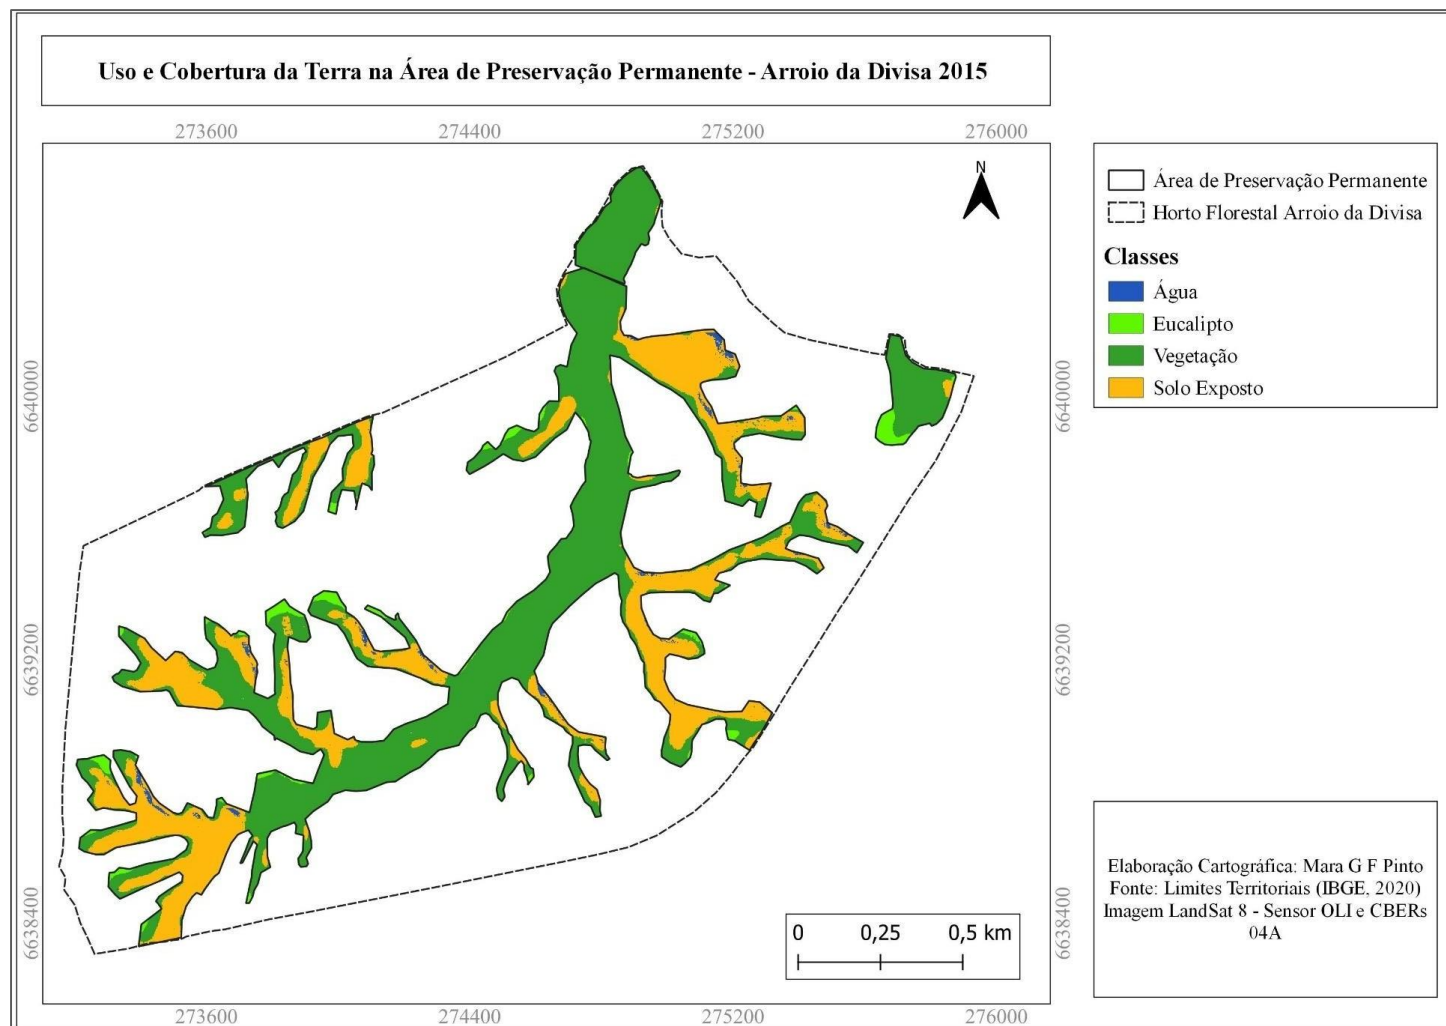 Uso e Cobertura da Terra na Área de Preservação Permanente - Arroio da Divisa 2015
273600 274400 275200 276000
N
Área de Preservação Permanente
Horto Florestal Arroio da Divisa
Classes
Água
Eucalipto
Vegetação
Solo Exposto
6640000
6639200
6638400
6640000
6639200
6638400
0 0,25 0,5 km
Elaboração Cartográfica: Mara G F Pinto
Fonte: Limites Territoriais (IBGE, 2020)
Imagem LandSat 8 - Sensor OLI e CBERs
04A
273600 274400 275200 276000